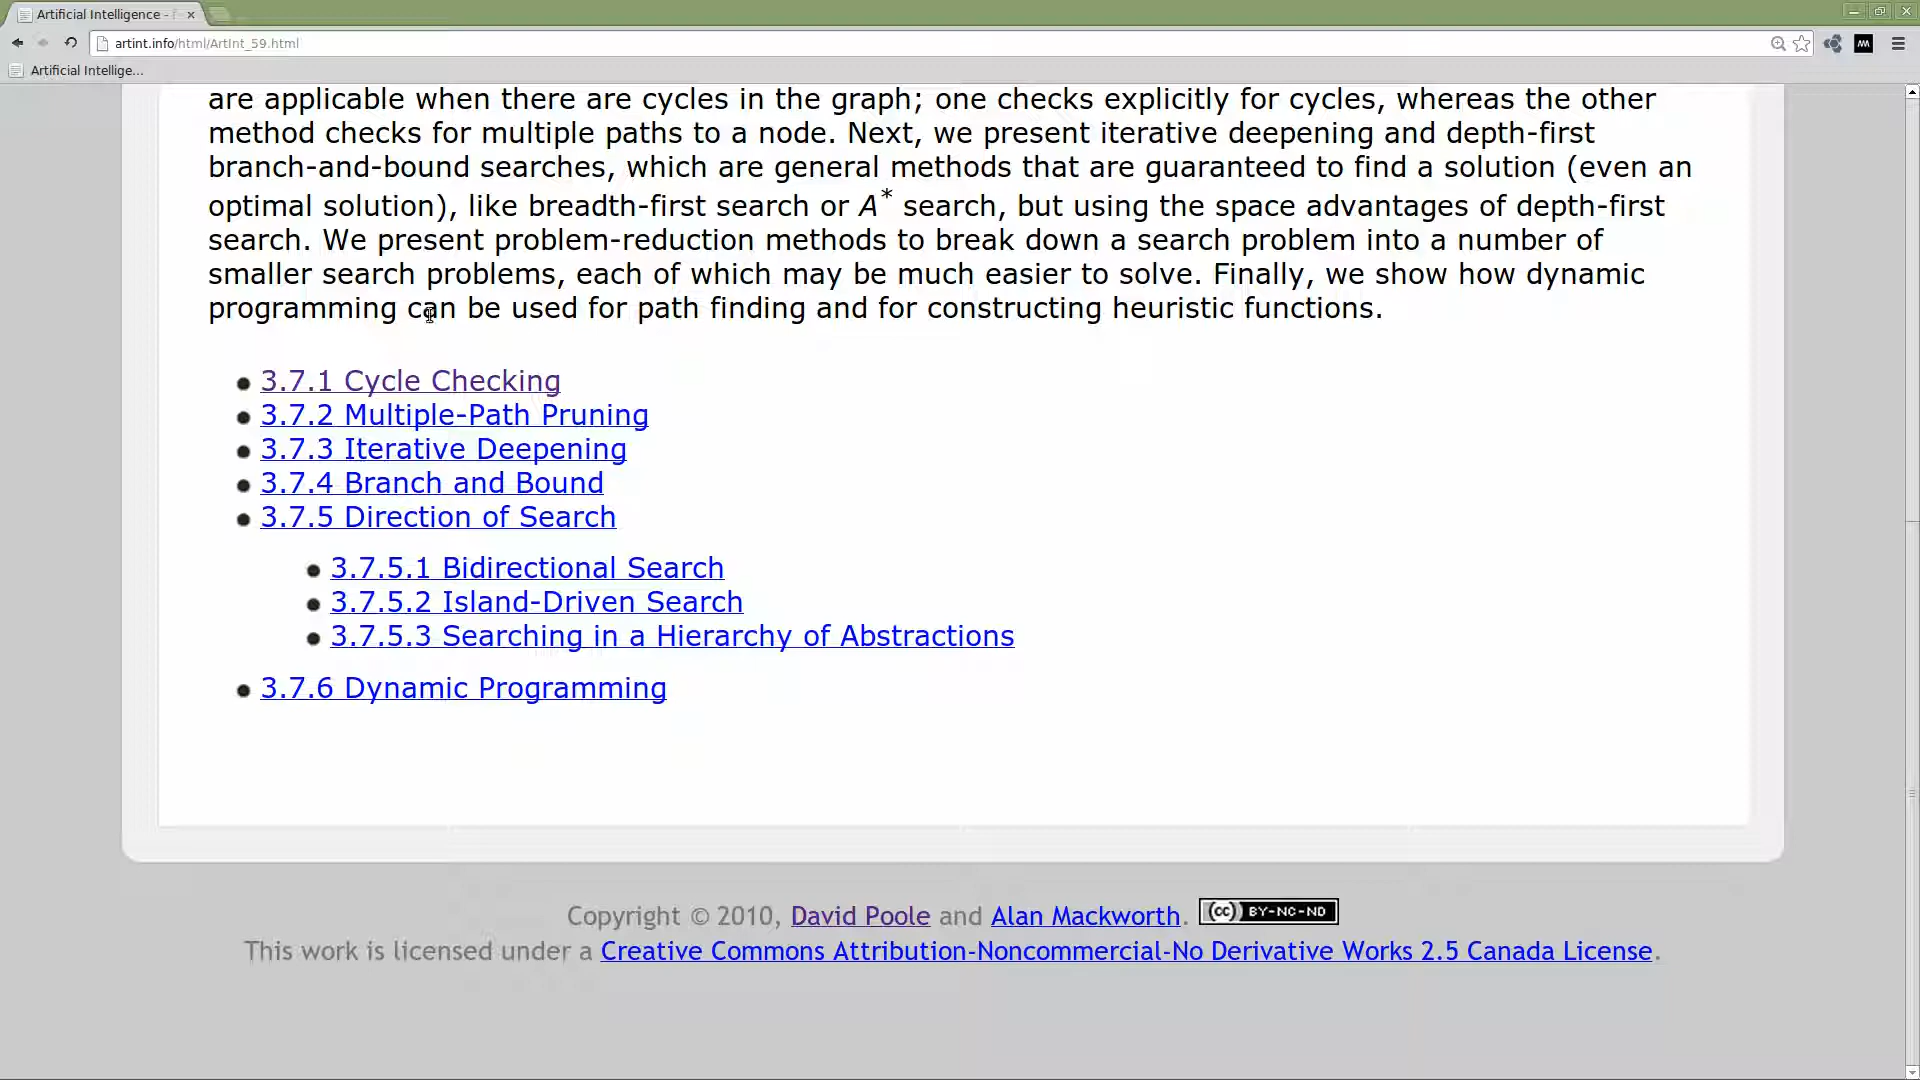 Artificial Intelligence - f
artint.info/html/ArtInt_59.html
Artificial Intellige...
are applicable when there are cycles in the graph; one checks explicitly for cycles, whereas the other
method checks for multiple paths to a node. Next, we present iterative deepening and depth-first
branch-and-bound searches, which are general methods that are guaranteed to find a solution (even an
optimal solution), like breadth-first search or A* search, but using the space advantages of depth-first
search. We present problem-reduction methods to break down a search problem into a number of
smaller search problems, each of which may be much easier to solve. Finally, we show how dynamic
programming can be used for path finding and for constructing heuristic functions.
3.7.1 Cycle Checking
3.7.2 Multiple-Path Pruning
3.7.3 Iterative Deepening
3.7.4 Branch and Bound
3.7.5 Direction of Search
3.7.5.1 Bidirectional Search
3.7.5.2 Island-Driven Search
3.7.5.3 Searching in a Hierarchy of Abstractions
3.7.6 Dynamic Programming
Copyright © 2010, David Poole and Alan Mackworth. (cc) BY-NC-ND
This work is licensed under a Creative Commons Attribution-Noncommercial-No Derivative Works 2.5 Canada License.